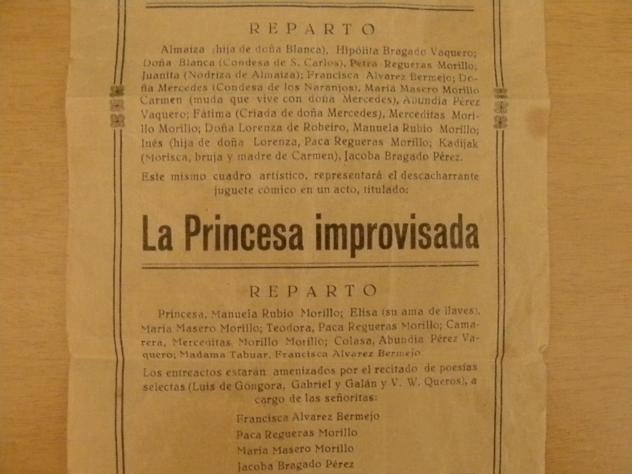 REPARTO
Almaiza (hija de doña Blanca), Hipólita Bragado Vaquero;
Doña Blanca (Condesa de S. Carlos), Petra Regueras Morillo;
Juanita (Nodriza de Almaiza); Francisca Alvarez Bermejo; Do-
ña Mercedes (Condesa de los Naranjos), María Masero Morillo
Carmen (muda que vive con doña Mercedes), Abundia Pérez
Vaquero; Fátima (Criada de doña Mercedes), Merceditas Mori-
llo Morillo; Doña Lorenza de Robeiro, Manuela Rubio Morillo;
Inés (hija de doña Lorenza, Paca Regueras Morillo; Kadijak
(Morisca, bruja y madre de Carmen), Jacoba Bragado Pérez.
Este mismo cuadro artístico, representará el descacharrante
juguete cómico en un acto, titulado:
La Princesa improvisada
REPARTO
Princesa, Manuela Rubio Morillo; Elisa (su ama de llaves),
María Masero Morillo; Teodora, Paca Regueras Morillo; Cama-
rera, Merceditas Morillo Morillo; Colasa, Abundia Pérez Va-
quero; Madama Tabuar, Francisca Alvarez Bermejo
Los entreactos estarán amenizados por el recitado de poesías
selectas (Luis de Góngora, Gabriel y Galán y V. W. Queros), a
cargo de las señoritas:
Francisca Alvarez Bermejo
Paca Regueras Morillo
María Masero Morillo
Jacoba Bragado Pérez